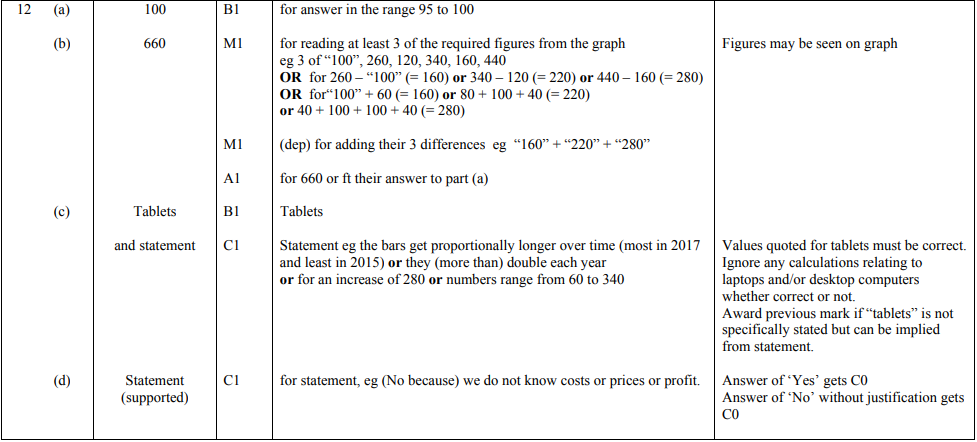 12 (a) 100 B1 for answer in the range 95 to 100
(b) 660 M1 for reading at least 3 of the required figures from the graph Figures may be seen on graph
eg 3 of “100”, 260, 120, 340, 160, 440
OR for 260 – “100” (= 160) or 340 – 120 (= 220) or 440 – 160 (= 280)
OR for“100” + 60 (= 160) or 80 + 100 + 40 (= 220)
or 40 + 100 + 100 + 40 (= 280)
M1 (dep) for adding their 3 differences eg “160” + “220” + “280”
A1 for 660 or ft their answer to part (a)
(c) Tablets B1 Tablets
and statement C1 Statement eg the bars get proportionally longer over time (most in 2017 Values quoted for tablets must be correct.
and least in 2015) or they (more than) double each year Ignore any calculations relating to
or for an increase of 280 or numbers range from 60 to 340 laptops and/or desktop computers
whether correct or not.
Award previous mark if “tablets” is not
specifically stated but can be implied
from statement.
(d) Statement C1 for statement, eg (No because) we do not know costs or prices or profit. Answer of ‘Yes’ gets C0
(supported) Answer of ‘No’ without justification gets
C0